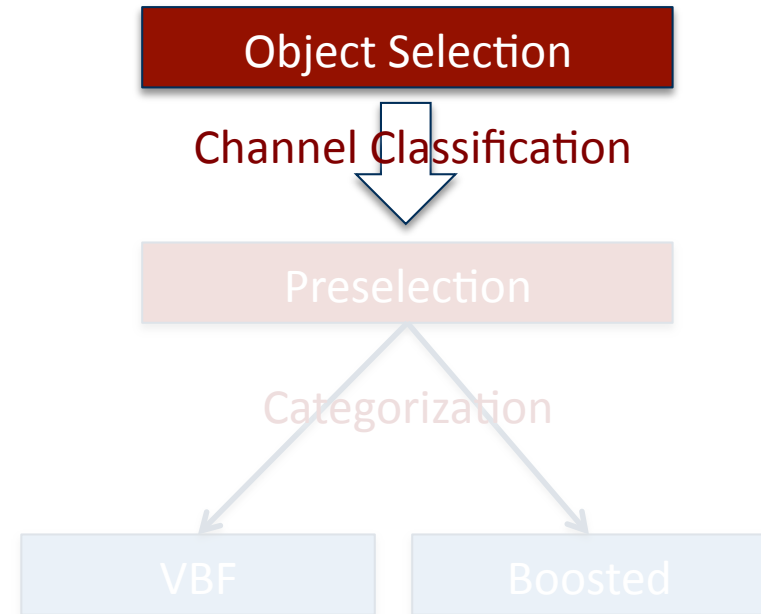 Object Selection
Channel Classification
Preselection
Categorization
VBF
Boosted